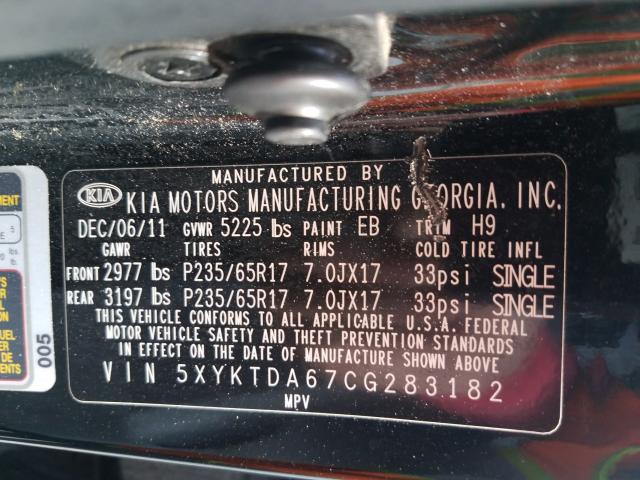 MANUFACTURED BY
KIA KIA MOTORS MANUFACTURING GEORGIA. INC.
DEC/06/11 GVWR 5225 lbs PAINT EB TRIM H9
GAWR TIRES RIMS COLD TIRE INFL
FRONT 2977 lbs P235/65R17 7.0JX17 33psi SINGLE
REAR 3197 lbs P235/65R17 7.0JX17 33psi SINGLE
THIS VEHICLE CONFORMS TO ALL APPLICABLE U.S.A. FEDERAL
MOTOR VEHICLE SAFETY AND THEFT PREVENTION STANDARDS
IN EFFECT ON THE DATE OF MANUFACTURE SHOWN ABOVE
VIN 5XYKTDA67CG283182
MPV
005
5